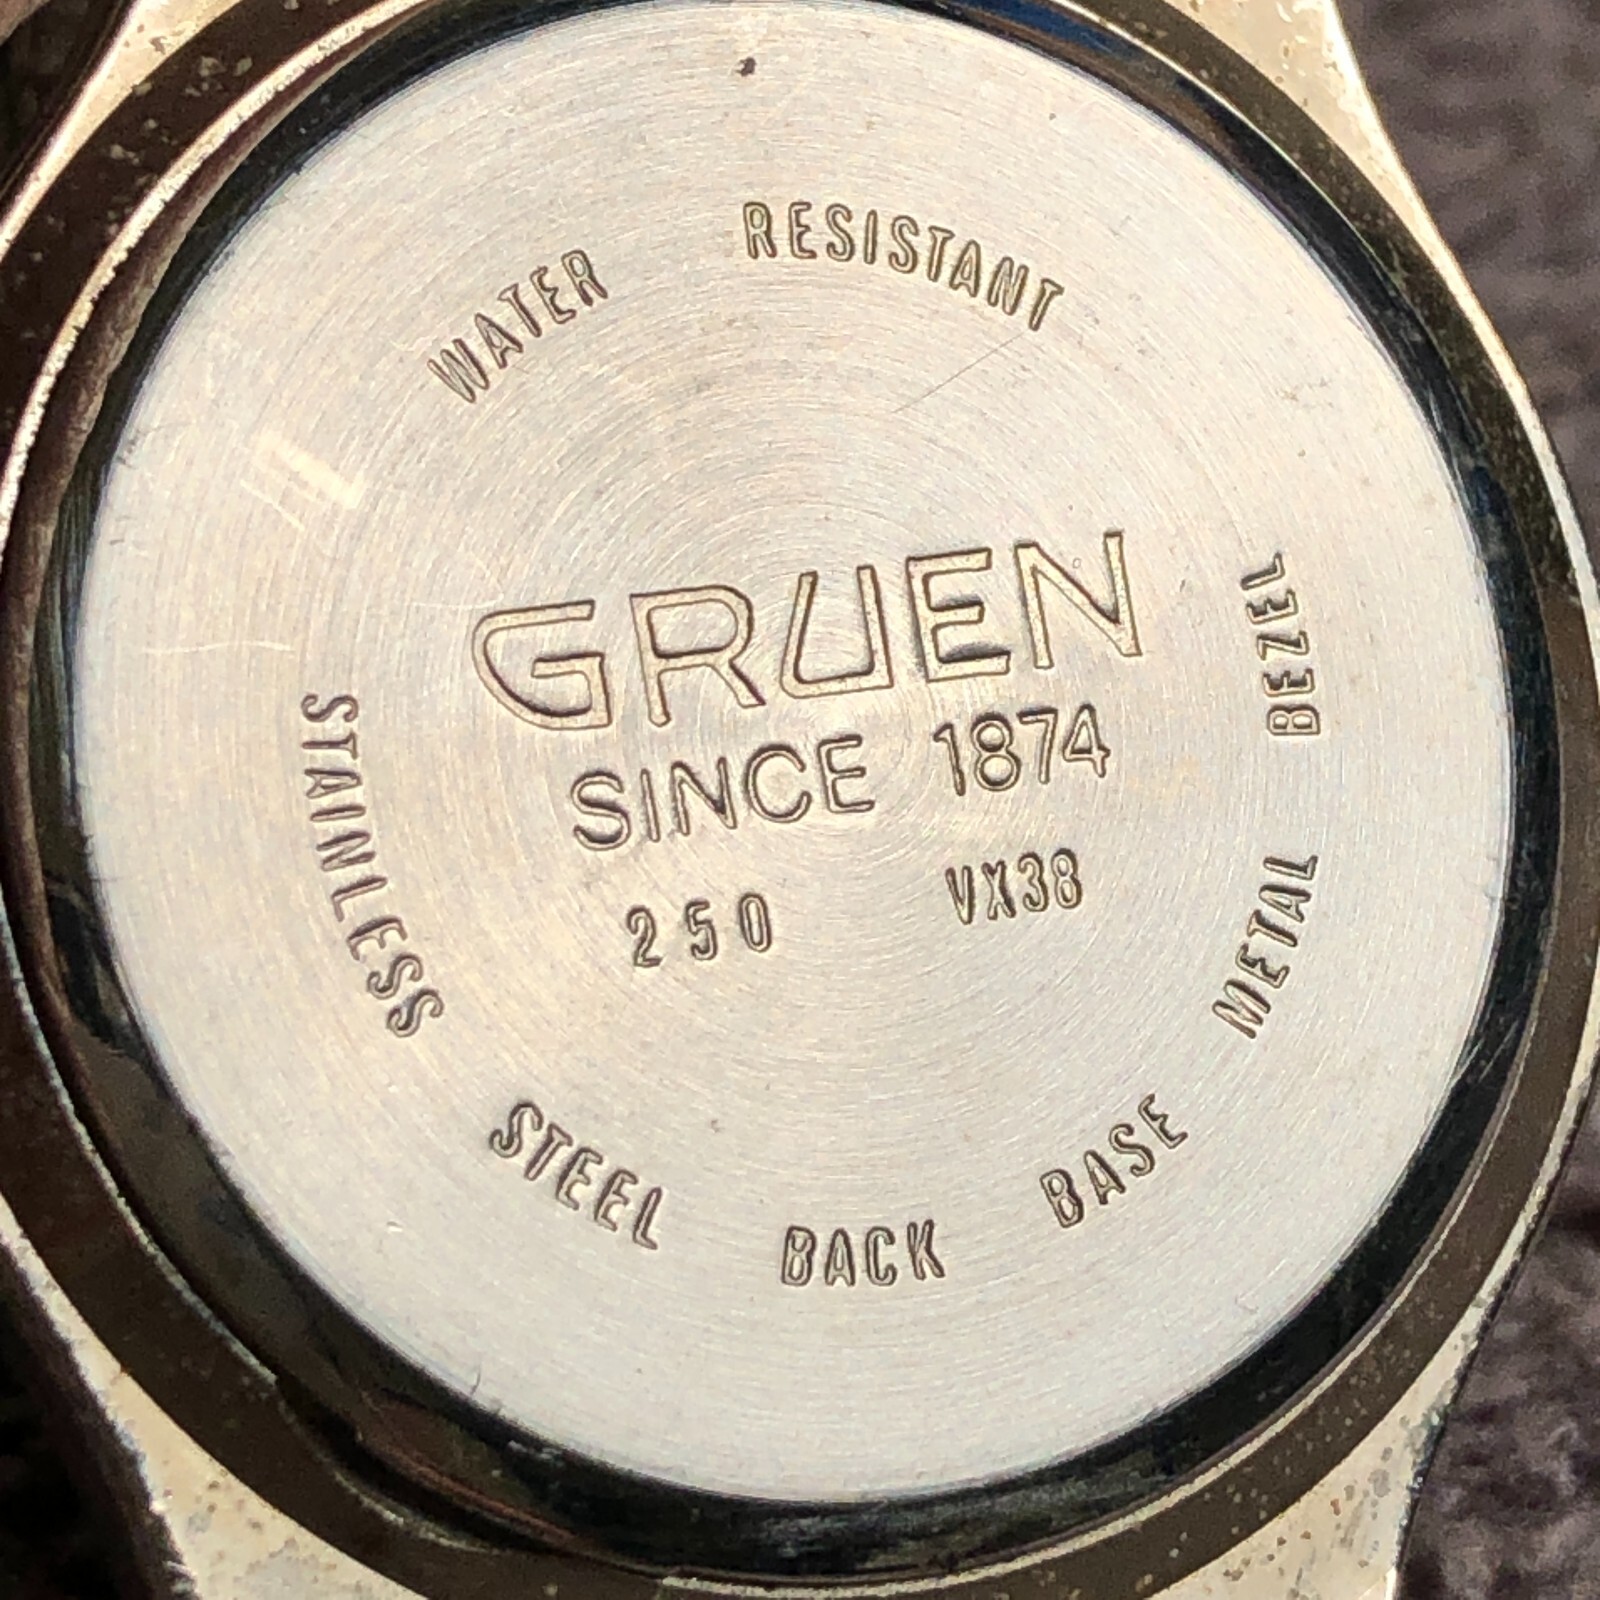 WATER RESISTANT
GRUEN
SINCE 1874
250 VX38
STAINLESS STEEL BACK BASE METAL BEZEL